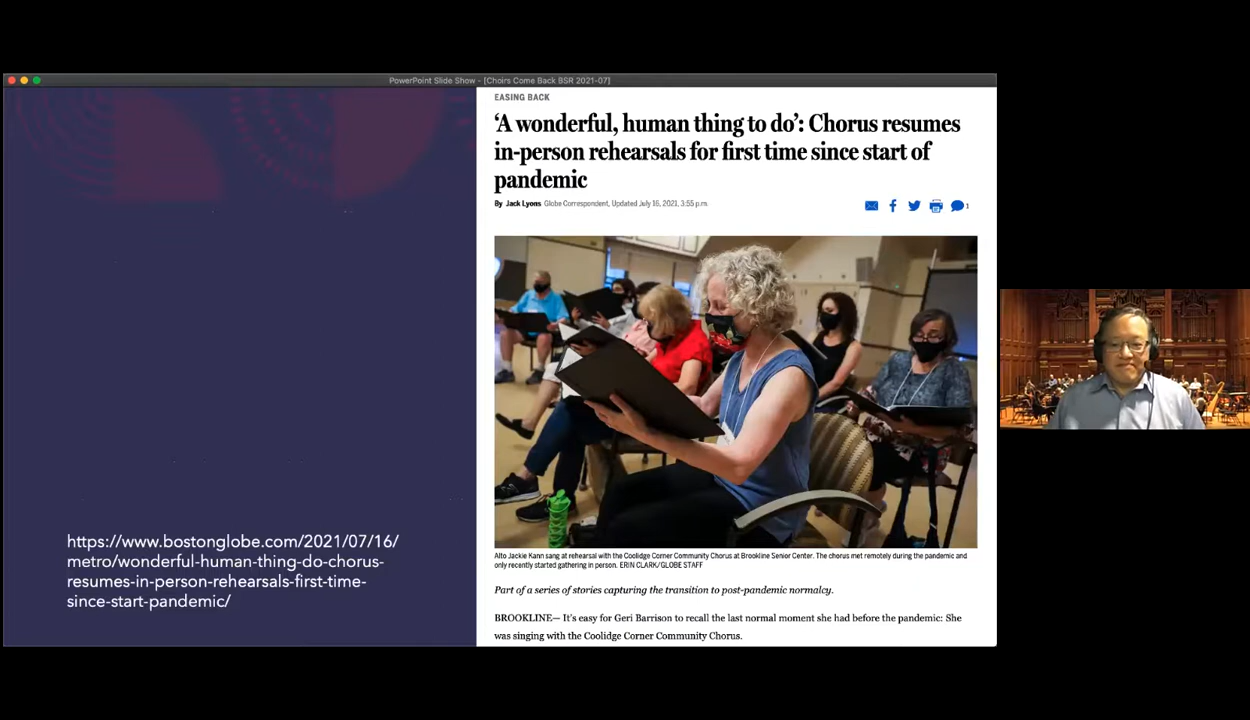 PowerPoint Slide Show - [Choirs Come Back BSR 2021-07]
EASING BACK
‘A wonderful, human thing to do’: Chorus resumes
in-person rehearsals for first time since start of
pandemic
By Jack Lyons Globe Correspondent, Updated July 16, 2021, 3:55 p.m.
1
Alto Jackie Kann sang at rehearsal with the Coolidge Corner Community Chorus at Brookline Senior Center. The chorus met remotely during the pandemic and
only recently started gathering in person. ERIN CLARK/GLOBE STAFF
Part of a series of stories capturing the transition to post-pandemic normalcy.
BROOKLINE— It’s easy for Geri Barrison to recall the last normal moment she had before the pandemic: She
was singing with the Coolidge Corner Community Chorus.
https://www.bostonglobe.com/2021/07/16/
metro/wonderful-human-thing-do-chorus-
resumes-in-person-rehearsals-first-time-
since-start-pandemic/